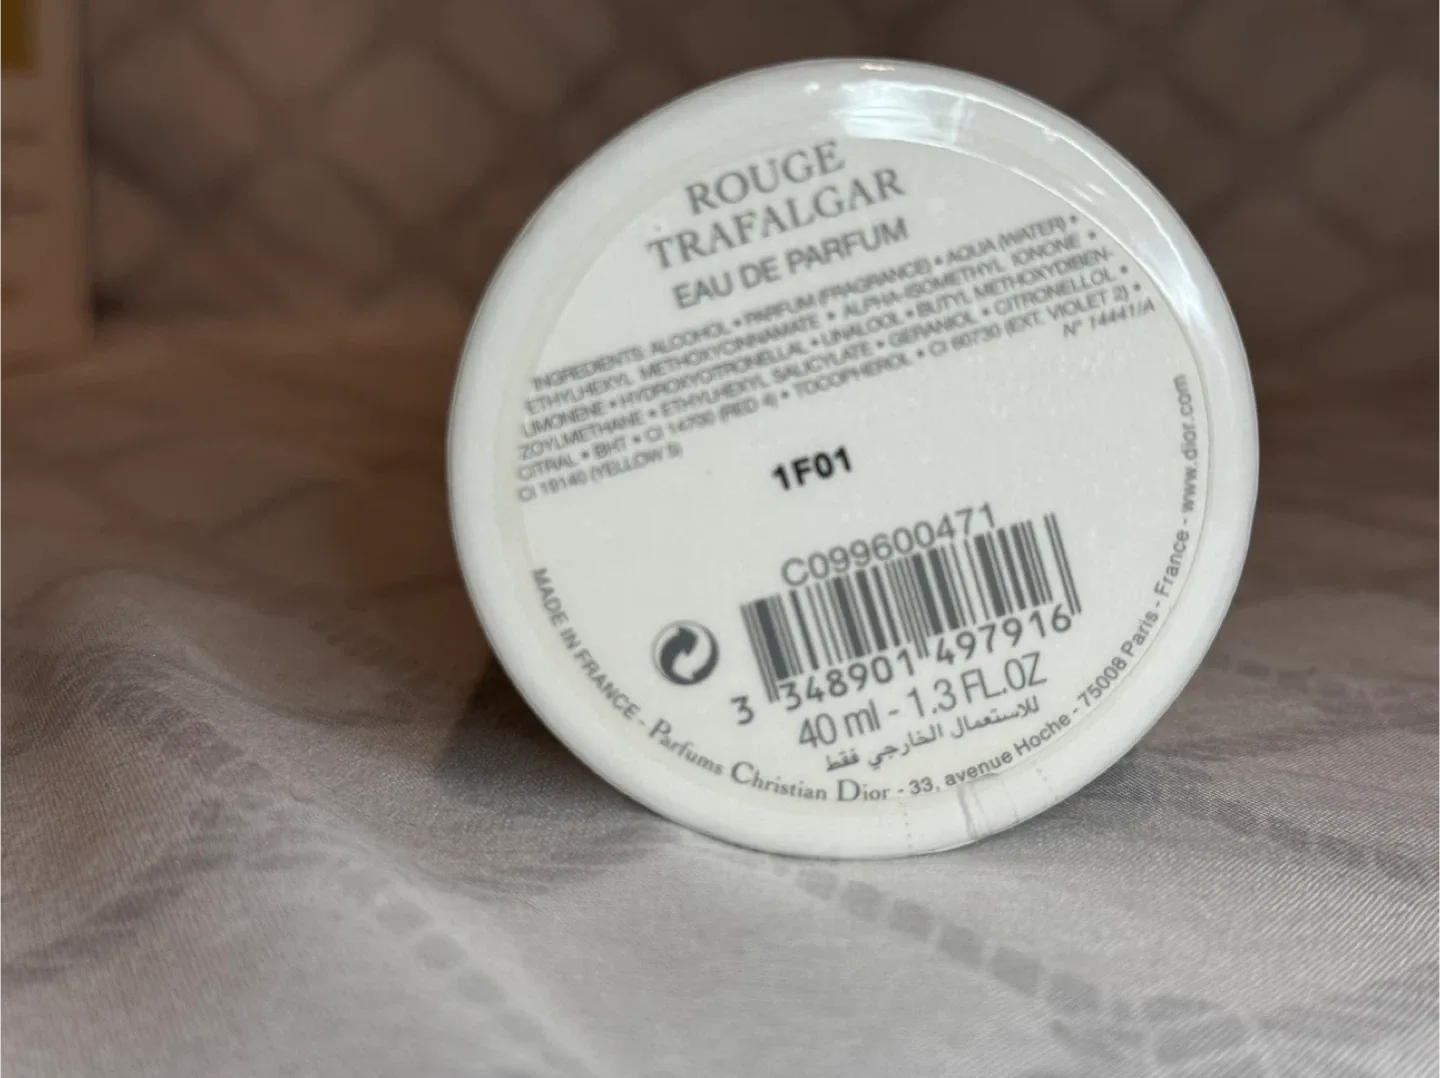 ROUGE
TRAFALGAR
EAU DE PARFUM
INGREDIENTS: ALCOHOL • PARFUM (FRAGRANCE) • AQUA (WATER) •
ETHYLHEXYL METHOXYCINNAMATE • ALPHA-ISOMETHYL IONONE •
LIMONENE • HYDROXYCITRONELLAL • LINALOOL • BUTYL METHOXYDIBEN-
ZOYLMETHANE • ETHYLHEXYL SALICYLATE • GERANIOL • CITRONELLOL •
CITRAL • BHT • CI 14700 (RED 4) • TOCOPHEROL • CI 60730 (EXT. VIOLET 2) •
CI 19140 (YELLOW 5)
N° 14441/A
1F01
C099600471
3 348901 497916
40 ml - 1.3 FL.OZ
للاستعمال الخارجي فقط
MADE IN FRANCE - Parfums Christian Dior - 33, avenue Hoche - 75008 Paris - France - www.dior.com